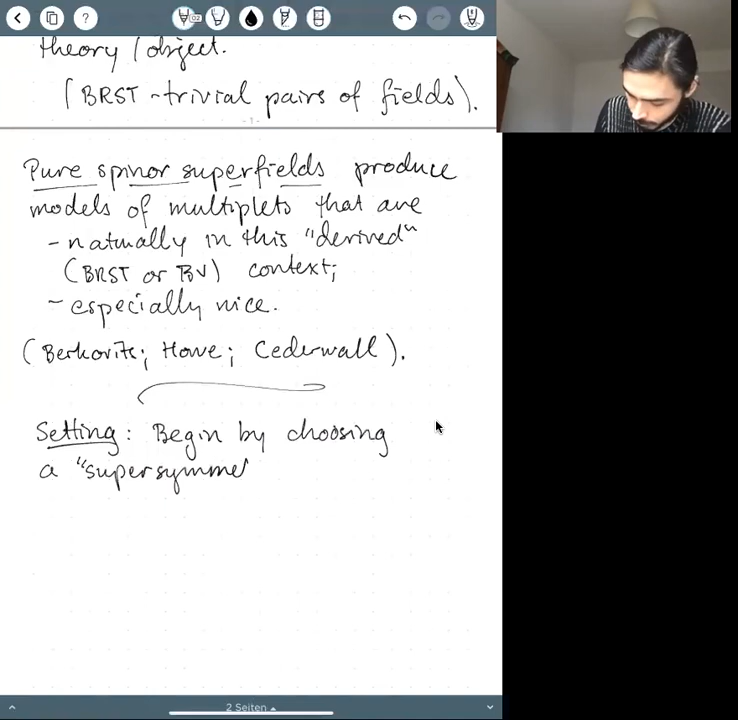 theory / object.
(BRST-trivial pairs of fields).
-1-
Pure spinor superfields produce
models of multiplets that are
- naturally in this "derived"
(BRST or BV) context;
- especially nice.
(Berkovits; Howe; Cederwall).
Setting: Begin by choosing
a "supersymme
2 Seiten